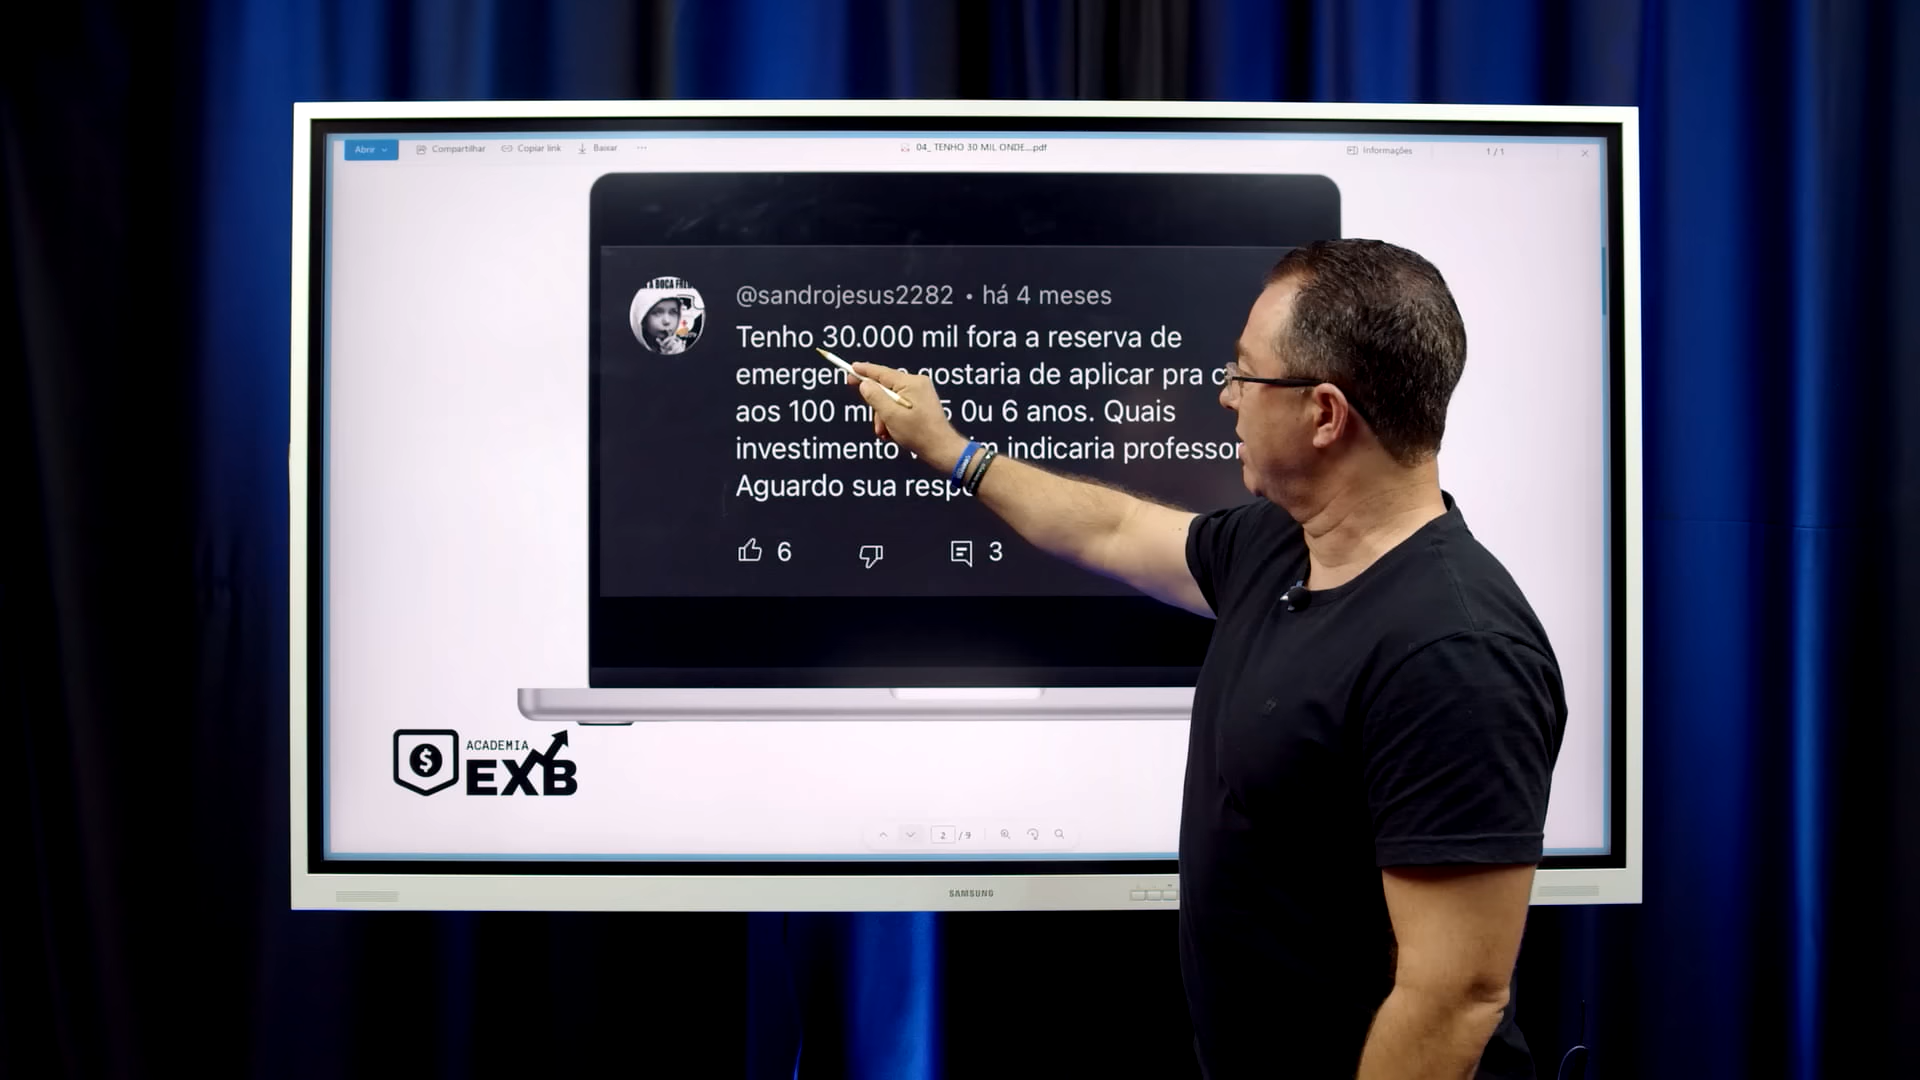 Abrir
Compartilhar
Copiar link
Baixar
04_ TENHO 30 MIL ONDE....pdf
Informações
1 / 1
@sandrojesus2282 • há 4 meses
Tenho 30.000 mil fora a reserva de
emergen gostaria de aplicar pra c
aos 100 mi 5 0u 6 anos. Quais
investimento indicaria professor
Aguardo sua resp
6
3
ACADEMIA
EXB
2 / 9
SAMSUNG